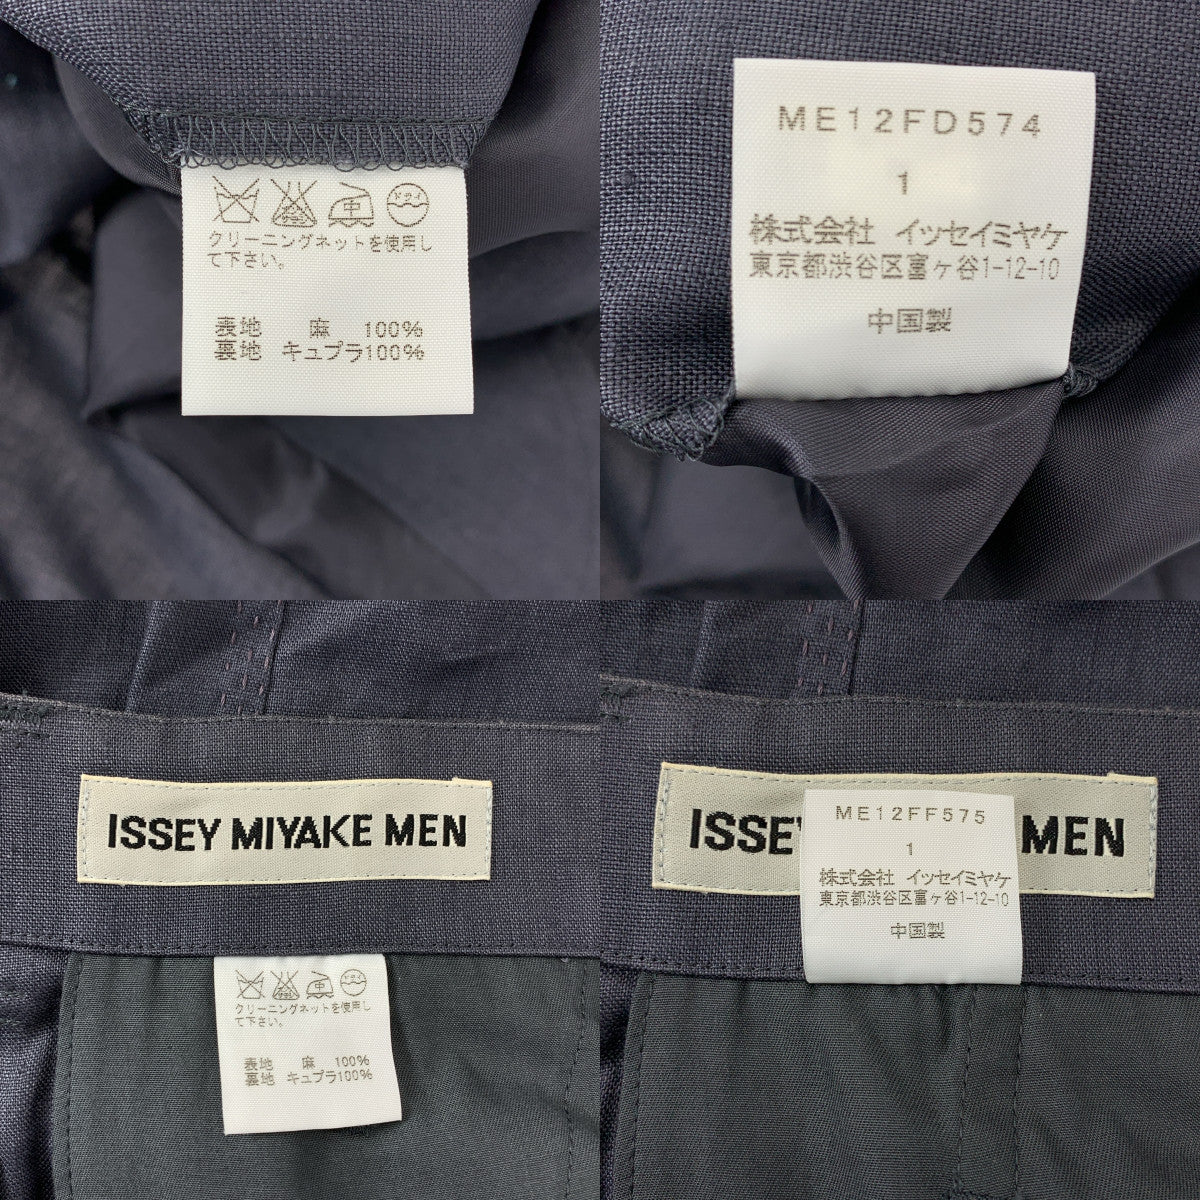 クリーニングネットを使用し
て下さい。
表地 麻 100%
裏地 キュプラ100%
ME12FD574
1
株式会社 イッセイミヤケ
東京都渋谷区富ヶ谷1-12-10
中国製
ISSEY MIYAKE MEN
クリーニングネットを使用し
て下さい。
表地 麻 100%
裏地 キュプラ100%
ISSEY MEN
ME12FF575
1
株式会社 イッセイミヤケ
東京都渋谷区富ヶ谷1-12-10
中国製